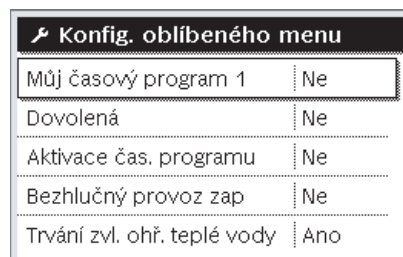 Konfig. oblíbeného menu
Můj časový program 1 Ne
Dovolená Ne
Aktivace čas. programu Ne
Bezhlučný provoz zap Ne
Trvání zvl. ohř. teplé vody Ano